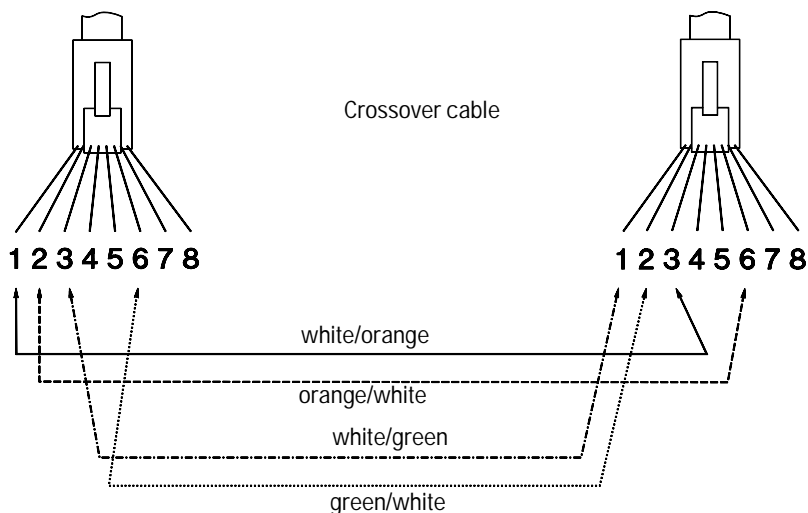 Crossover cable
1 2 3 4 5 6 7 8
1 2 3 4 5 6 7 8
white/orange
orange/white
white/green
green/white